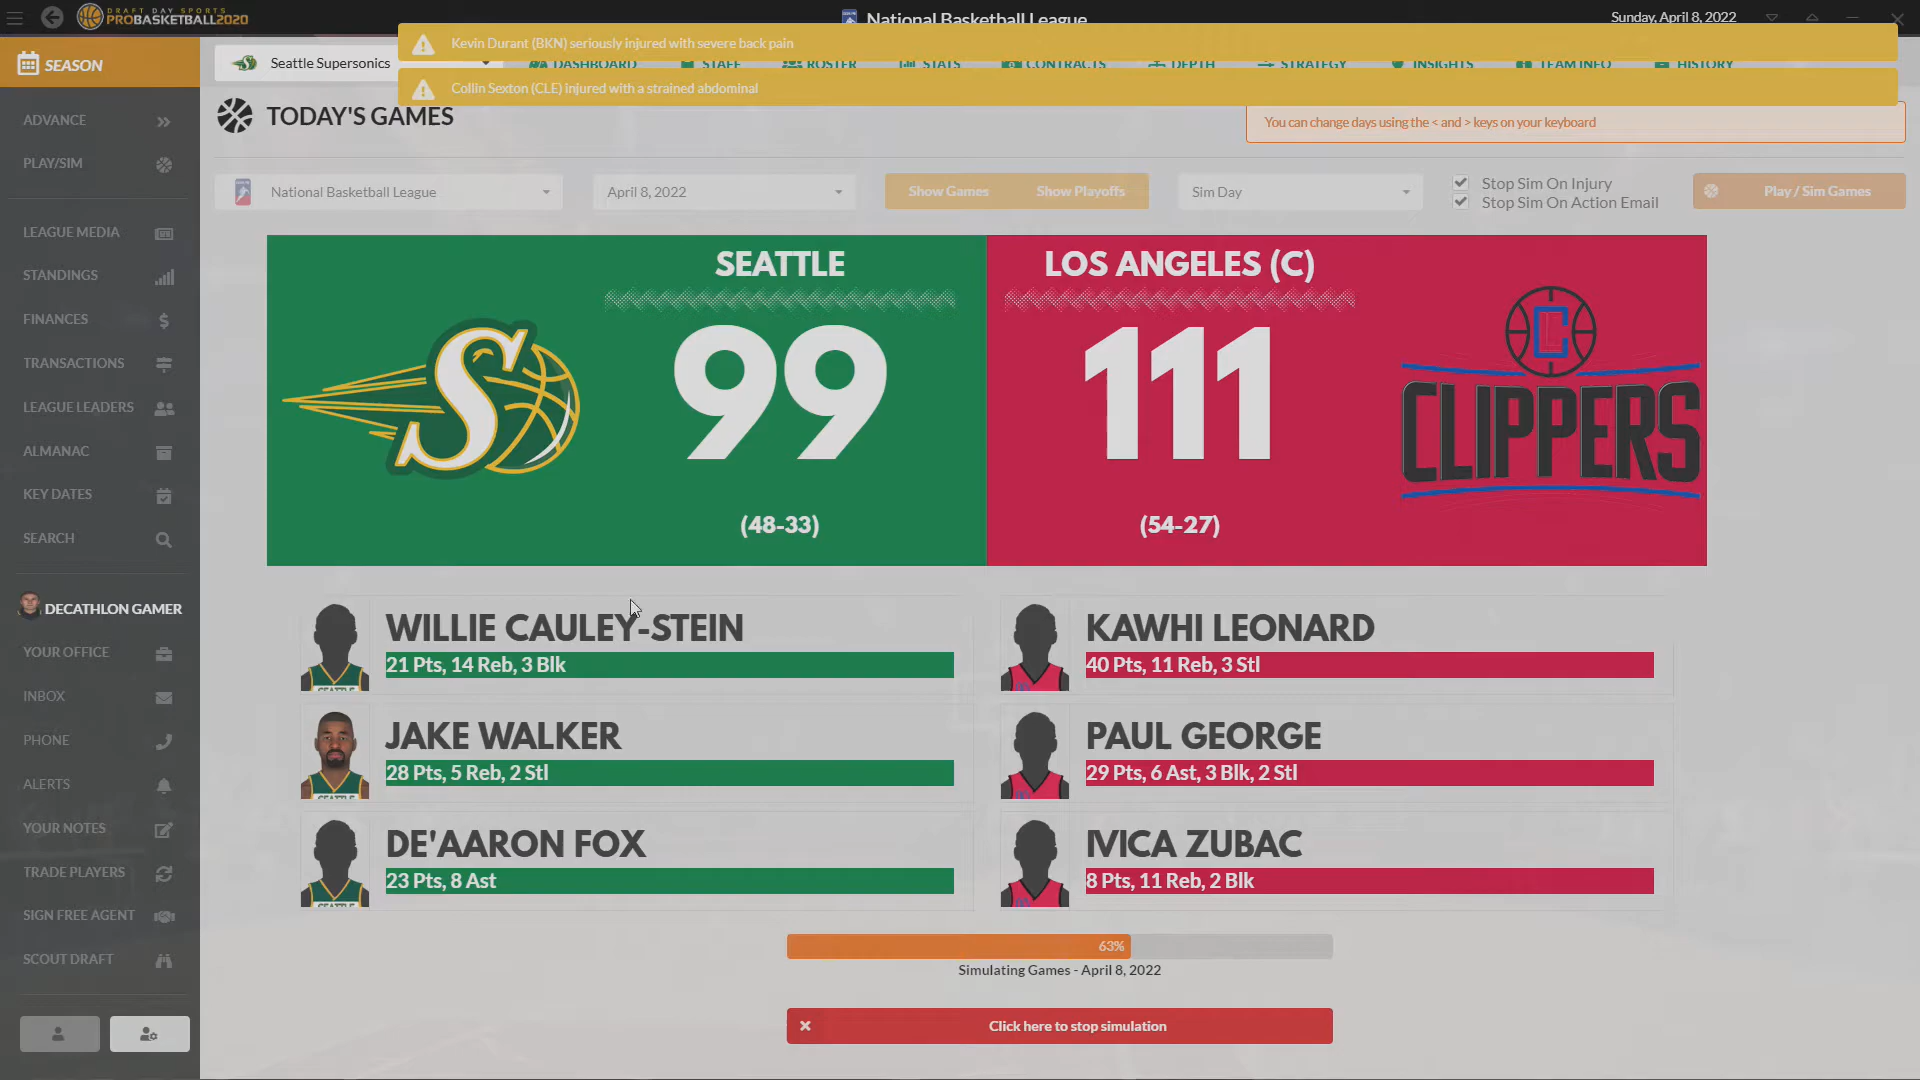 DRAFT DAY SPORTS
PROBASKETBALL2020
National Basketball League
Sunday, April 8, 2022
Kevin Durant (BKN) seriously injured with severe back pain
SEASON
Seattle Supersonics
DASHBOARD
STAFF
ROSTER
STATS
CONTRACTS
DEPTH
STRATEGY
INSIGHTS
TEAM INFO
HISTORY
Collin Sexton (CLE) injured with a strained abdominal
TODAY'S GAMES
You can change days using the < and > keys on your keyboard
ADVANCE
PLAY/SIM
National Basketball League
April 8, 2022
Show Games
Show Playoffs
Sim Day
Stop Sim On Injury
Stop Sim On Action Email
Play / Sim Games
LEAGUE MEDIA
STANDINGS
FINANCES
TRANSACTIONS
LEAGUE LEADERS
ALMANAC
KEY DATES
SEARCH
SEATTLE
99
(48-33)
LOS ANGELES (C)
111
(54-27)
CLIPPERS
DECATHLON GAMER
YOUR OFFICE
INBOX
PHONE
ALERTS
YOUR NOTES
TRADE PLAYERS
SIGN FREE AGENT
SCOUT DRAFT
WILLIE CAULEY-STEIN
21 Pts, 14 Reb, 3 Blk
JAKE WALKER
28 Pts, 5 Reb, 2 Stl
DE'AARON FOX
23 Pts, 8 Ast
KAWHI LEONARD
40 Pts, 11 Reb, 3 Stl
PAUL GEORGE
29 Pts, 6 Ast, 3 Blk, 2 Stl
IVICA ZUBAC
8 Pts, 11 Reb, 2 Blk
63%
Simulating Games - April 8, 2022
Click here to stop simulation